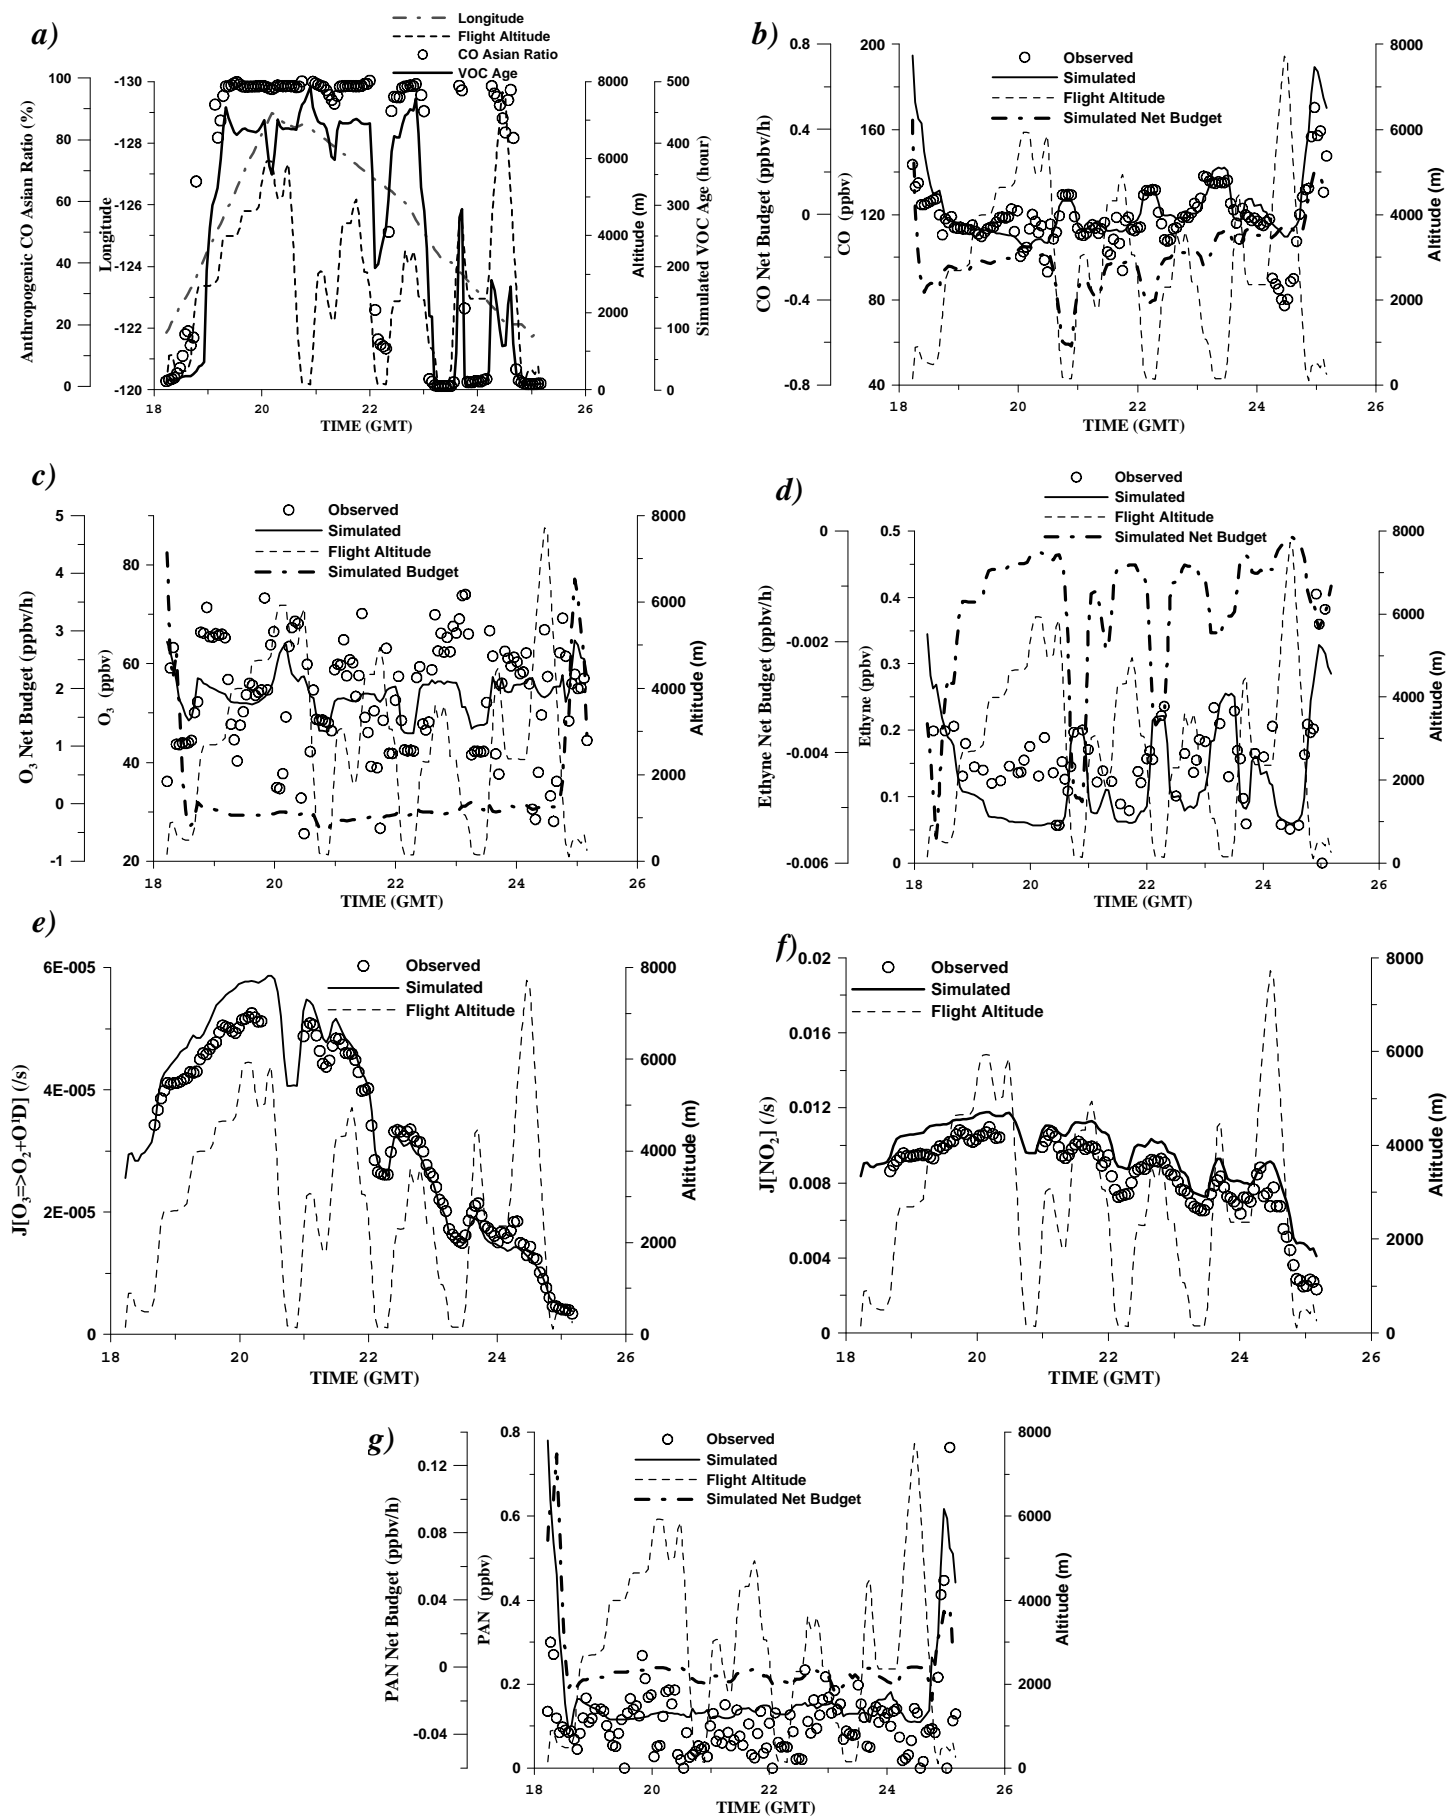 a)
Longitude
Flight Altitude
CO Asian Ratio
VOC Age
Anthropogenic CO Asian Ratio (%)
100
80
60
40
20
0
Longitude
-130
-128
-126
-124
-122
-120
8000
6000
4000
2000
0
Altitude (m)
500
400
300
200
100
0
Simulated VOC Age (hour)
18 20 22 24 26
TIME (GMT)
b)
Observed
Simulated
Flight Altitude
Simulated Net Budget
CO Net Budget (ppbv/h)
0.8
0.4
0
-0.4
-0.8
CO (ppbv)
200
160
120
80
40
8000
6000
4000
2000
0
Altitude (m)
18 20 22 24 26
TIME (GMT)
c)
Observed
Simulated
Flight Altitude
Simulated Budget
O3 Net Budget (ppbv/h)
5
4
3
2
1
0
-1
O3 (ppbv)
80
60
40
20
8000
6000
4000
2000
0
Altitude (m)
18 20 22 24 26
TIME (GMT)
d)
Observed
Simulated
Flight Altitude
Simulated Net Budget
Ethyne Net Budget (ppbv/h)
0
-0.002
-0.004
-0.006
Ethyne (ppbv)
0.5
0.4
0.3
0.2
0.1
0
8000
6000
4000
2000
0
Altitude (m)
18 20 22 24 26
TIME (GMT)
e)
Observed
Simulated
Flight Altitude
J[O3=>O2+O1D] (/s)
6E-005
4E-005
2E-005
0
8000
6000
4000
2000
0
Altitude (m)
18 20 22 24 26
TIME (GMT)
f)
Observed
Simulated
Flight Altitude
J[NO2] (/s)
0.02
0.016
0.012
0.008
0.004
0
8000
6000
4000
2000
0
Altitude (m)
18 20 22 24 26
TIME (GMT)
g)
Observed
Simulated
Flight Altitude
Simulated Net Budget
PAN Net Budget (ppbv/h)
0.12
0.08
0.04
0
-0.04
PAN (ppbv)
0.8
0.6
0.4
0.2
0
8000
6000
4000
2000
0
Altitude (m)
18 20 22 24 26
TIME (GMT)